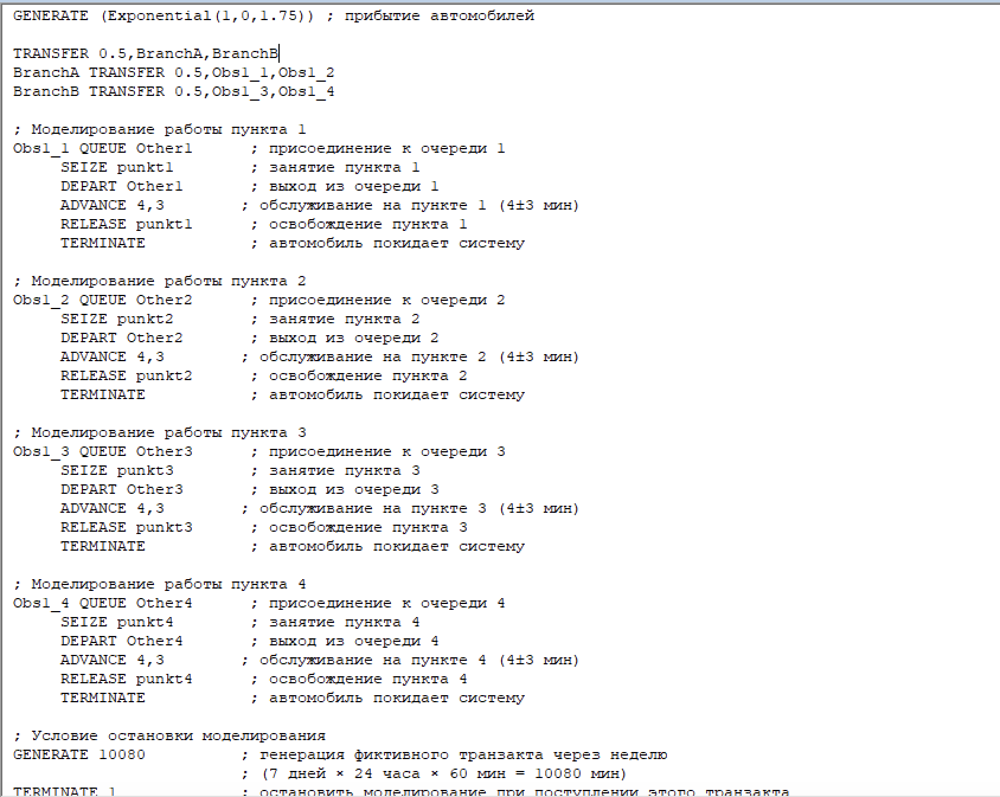 GENERATE (Exponential(1,0,1.75)) ; прибытие автомобилей
TRANSFER 0.5,BranchA,BranchB
BranchA TRANSFER 0.5,Obsl_1,Obsl_2
BranchB TRANSFER 0.5,Obsl_3,Obsl_4
; Моделирование работы пункта 1
Obsl_1 QUEUE Other1 ; присоединение к очереди 1
SEIZE punkt1 ; занятие пункта 1
DEPART Other1 ; выход из очереди 1
ADVANCE 4,3 ; обслуживание на пункте 1 (4±3 мин)
RELEASE punkt1 ; освобождение пункта 1
TERMINATE ; автомобиль покидает систему
; Моделирование работы пункта 2
Obsl_2 QUEUE Other2 ; присоединение к очереди 2
SEIZE punkt2 ; занятие пункта 2
DEPART Other2 ; выход из очереди 2
ADVANCE 4,3 ; обслуживание на пункте 2 (4±3 мин)
RELEASE punkt2 ; освобождение пункта 2
TERMINATE ; автомобиль покидает систему
; Моделирование работы пункта 3
Obsl_3 QUEUE Other3 ; присоединение к очереди 3
SEIZE punkt3 ; занятие пункта 3
DEPART Other3 ; выход из очереди 3
ADVANCE 4,3 ; обслуживание на пункте 3 (4±3 мин)
RELEASE punkt3 ; освобождение пункта 3
TERMINATE ; автомобиль покидает систему
; Моделирование работы пункта 4
Obsl_4 QUEUE Other4 ; присоединение к очереди 4
SEIZE punkt4 ; занятие пункта 4
DEPART Other4 ; выход из очереди 4
ADVANCE 4,3 ; обслуживание на пункте 4 (4±3 мин)
RELEASE punkt4 ; освобождение пункта 4
TERMINATE ; автомобиль покидает систему
; Условие остановки моделирования
GENERATE 10080 ; генерация фиктивного транзакта через неделю
; (7 дней × 24 часа × 60 мин = 10080 мин)
TERMINATE 1 ; остановить моделирование при поступлении этого транзакта